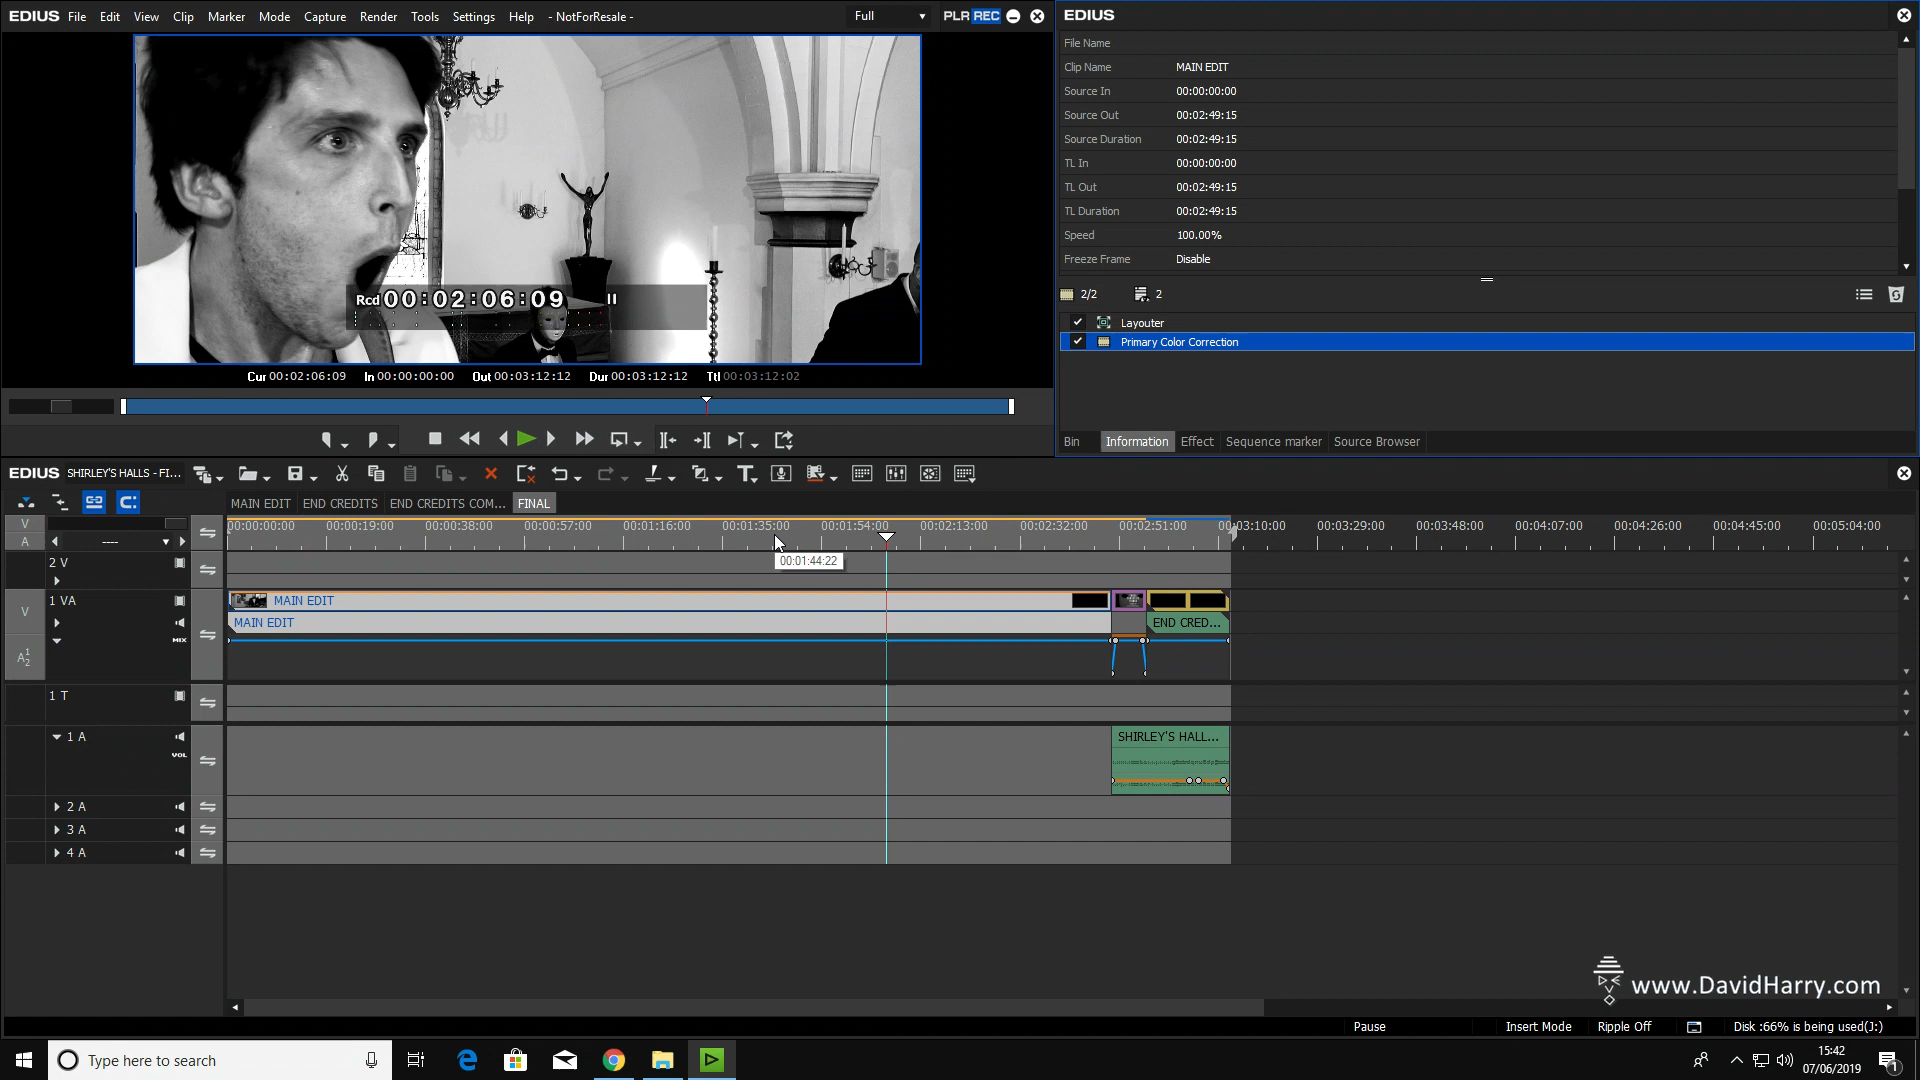 EDIUS File Edit View Clip Marker Mode Capture Render Tools Settings Help - NotForResale - Full PLR REC
Rcd 00:02:06:09
Cur 00:02:06:09 In 00:00:00:00 Out 00:03:12:12 Dur 00:03:12:12 Ttl 00:03:12:02
EDIUS
File Name
Clip Name MAIN EDIT
Source In 00:00:00:00
Source Out 00:02:49:15
Source Duration 00:02:49:15
TL In 00:00:00:00
TL Out 00:02:49:15
TL Duration 00:02:49:15
Speed 100.00%
Freeze Frame Disable
2/2 2
Layouter
Primary Color Correction
Bin Information Effect Sequence marker Source Browser
EDIUS SHIRLEY'S HALLS - FI...
MAIN EDIT END CREDITS END CREDITS COM... FINAL
00:00:00:00 00:00:19:00 00:00:38:00 00:00:57:00 00:01:16:00 00:01:35:00 00:01:54:00 00:02:13:00 00:02:32:00 00:02:51:00 00:03:10:00 00:03:29:00 00:03:48:00 00:04:07:00 00:04:26:00 00:04:45:00 00:05:04:00
V
A ----
00:01:44:22
2 V
V 1 VA MAIN EDIT
MAIN EDIT END CRED...
MIX
A 1 2
1 T
1 A SHIRLEY'S HALL...
VOL
2 A
3 A
4 A
www.DavidHarry.com
Pause Insert Mode Ripple Off Disk :66% is being used(J:)
Type here to search
15:42
07/06/2019
1